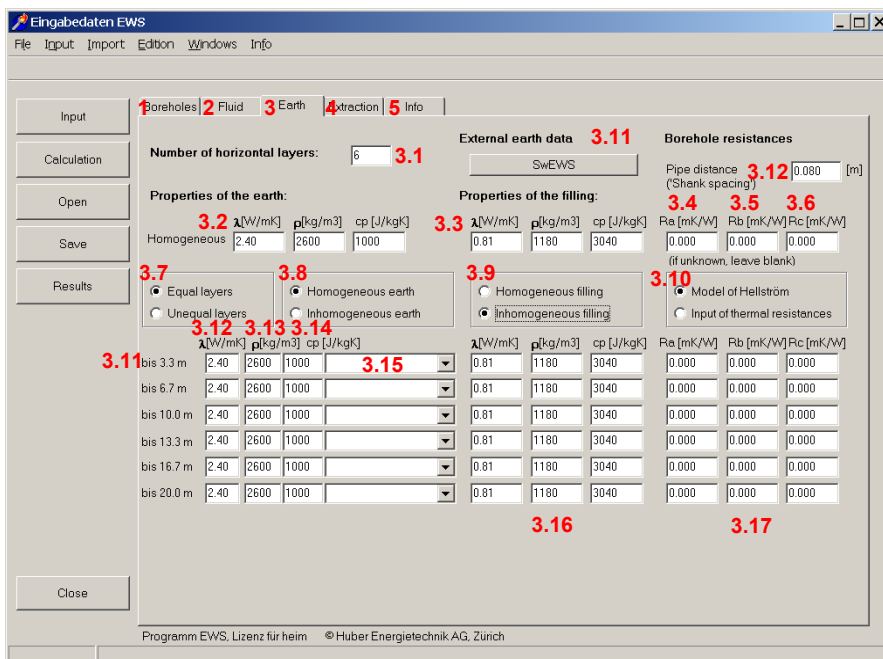 Eingabedaten EWS
File Input Import Edition Windows Info
1 Boreholes 2 Fluid 3 Earth 4 Extraction 5 Info
Input
Calculation
Open
Save
Results
Close
Number of horizontal layers: 6 3.1
External earth data 3.11
SwEWS
Borehole resistances
Pipe distance 3.12 0.080 [m]
('Shank spacing')
Properties of the earth:
Properties of the filling:
3.2 λ[W/mK] ρ[kg/m3] cp [J/kgK]
Homogeneous 2.40 2600 1000
3.3 λ[W/mK] ρ[kg/m3] cp [J/kgK]
0.81 1180 3040
3.4 3.5 3.6
Ra [mK/W] Rb [mK/W] Rc [mK/W]
0.000 0.000 0.000
(if unknown, leave blank)
3.7
Equal layers
Unequal layers
3.8
Homogeneous earth
Inhomogeneous earth
3.9
Homogeneous filling
Inhomogeneous filling
3.10
Model of Hellström
Input of thermal resistances
3.12 3.13 3.14
λ[W/mK] ρ[kg/m3] cp [J/kgK] λ[W/mK] ρ[kg/m3] cp [J/kgK] Ra [mK/W] Rb [mK/W] Rc [mK/W]
3.11 bis 3.3 m 2.40 2600 1000 3.15 0.81 1180 3040 0.000 0.000 0.000
bis 6.7 m 2.40 2600 1000 0.81 1180 3040 0.000 0.000 0.000
bis 10.0 m 2.40 2600 1000 0.81 1180 3040 0.000 0.000 0.000
bis 13.3 m 2.40 2600 1000 0.81 1180 3040 0.000 0.000 0.000
bis 16.7 m 2.40 2600 1000 0.81 1180 3040 0.000 0.000 0.000
bis 20.0 m 2.40 2600 1000 0.81 1180 3040 0.000 0.000 0.000
3.16 3.17
Programm EWS, Lizenz für heim © Huber Energietechnik AG, Zürich